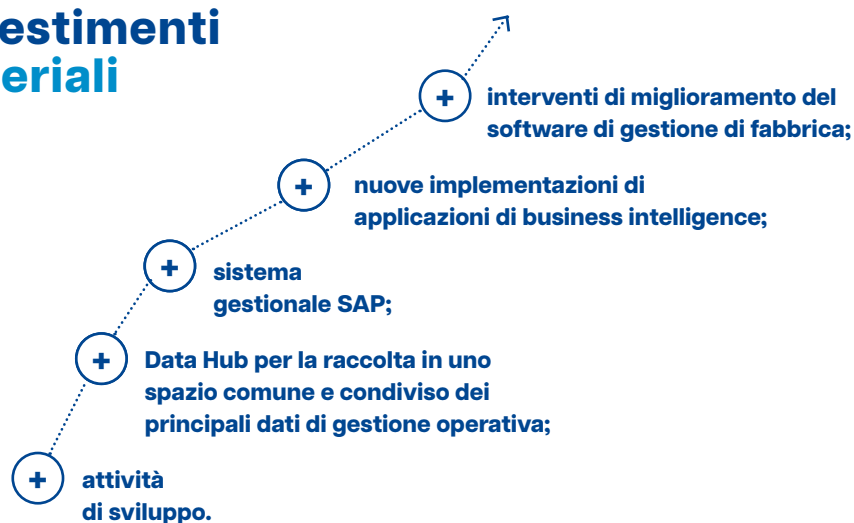 estimenti
eriali
+ interventi di miglioramento del
software di gestione di fabbrica;
+ nuove implementazioni di
applicazioni di business intelligence;
+ sistema
gestionale SAP;
+ Data Hub per la raccolta in uno
spazio comune e condiviso dei
principali dati di gestione operativa;
+ attività
di sviluppo.